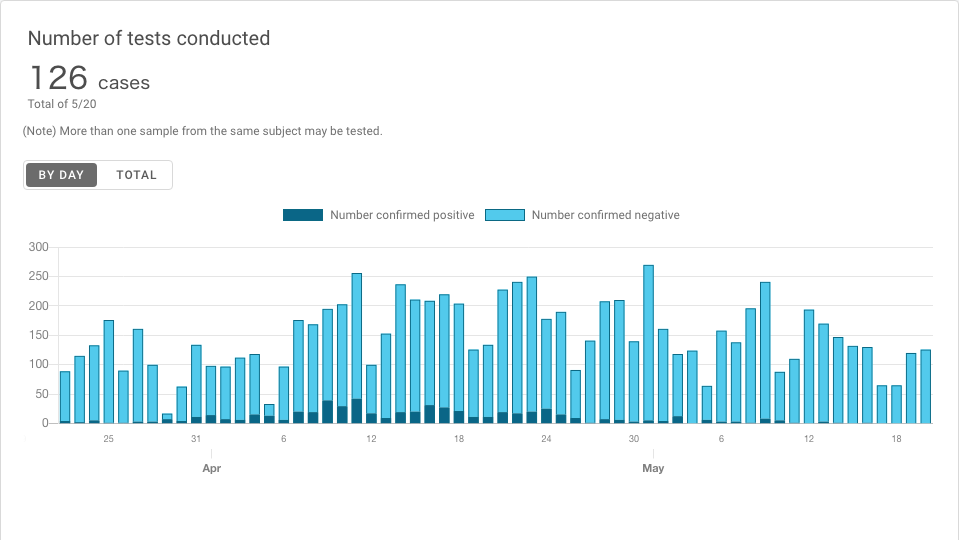 Number of tests conducted
126 cases
Total of 5/20
(Note) More than one sample from the same subject may be tested.
BY DAY TOTAL
Number confirmed positive Number confirmed negative
300
250
200
150
100
50
0
25 31 6 12 18 24 30 6 12 18
Apr May